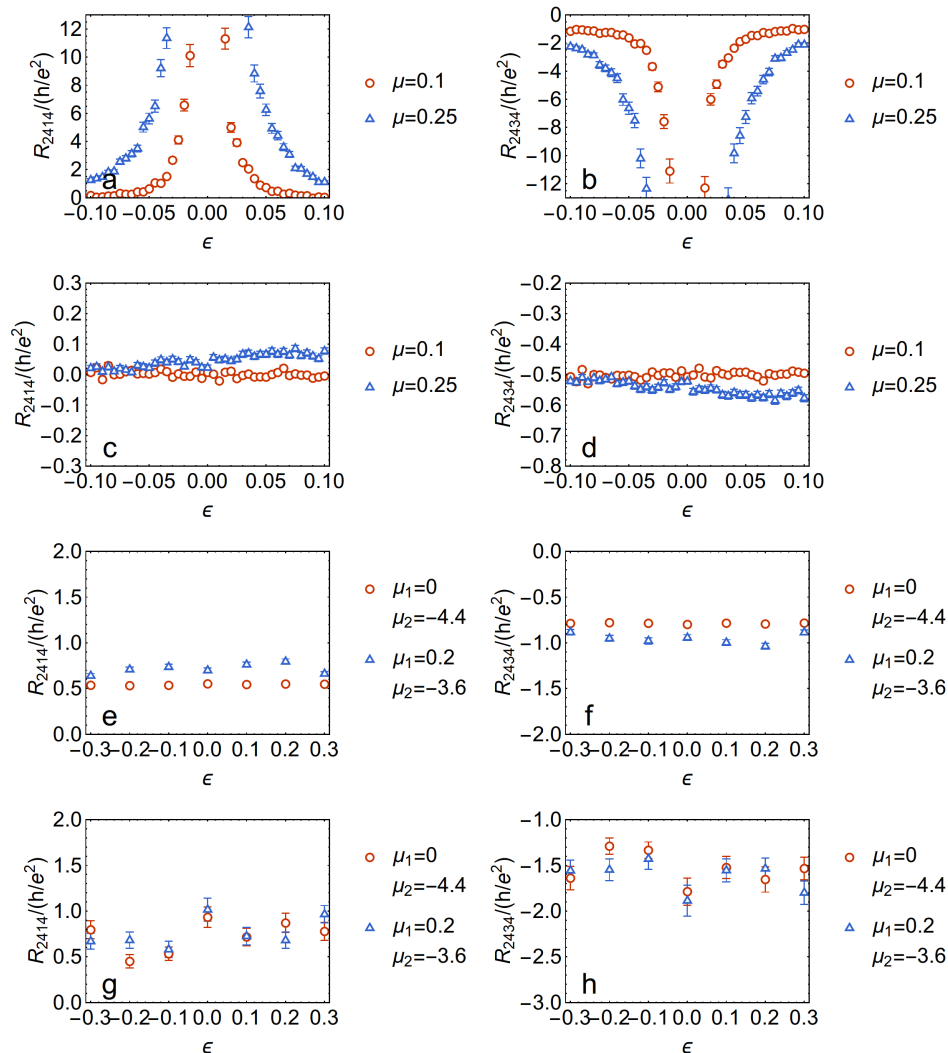 R2414/(h/e²)
12
10
8
6
4
2
0
a
−0.10 −0.05 0.00 0.05 0.10
ϵ
μ=0.1
μ=0.25
R2434/(h/e²)
0
−2
−4
−6
−8
−10
−12
b
−0.10 −0.05 0.00 0.05 0.10
ϵ
μ=0.1
μ=0.25
R2414/(h/e²)
0.3
0.2
0.1
0.0
−0.1
−0.2
−0.3
c
−0.10 −0.05 0.00 0.05 0.10
ϵ
μ=0.1
μ=0.25
R2434/(h/e²)
−0.2
−0.3
−0.4
−0.5
−0.6
−0.7
−0.8
d
−0.10 −0.05 0.00 0.05 0.10
ϵ
μ=0.1
μ=0.25
R2414/(h/e²)
2.0
1.5
1.0
0.5
0.0
e
−0.3 −0.2 −0.1 0.0 0.1 0.2 0.3
ϵ
μ1=0
μ2=−4.4
μ1=0.2
μ2=−3.6
R2434/(h/e²)
0.0
−0.5
−1.0
−1.5
−2.0
f
−0.3 −0.2 −0.1 0.0 0.1 0.2 0.3
ϵ
μ1=0
μ2=−4.4
μ1=0.2
μ2=−3.6
R2414/(h/e²)
2.0
1.5
1.0
0.5
0.0
g
−0.3 −0.2 −0.1 0.0 0.1 0.2 0.3
ϵ
μ1=0
μ2=−4.4
μ1=0.2
μ2=−3.6
R2434/(h/e²)
−1.0
−1.5
−2.0
−2.5
−3.0
h
−0.3 −0.2 −0.1 0.0 0.1 0.2 0.3
ϵ
μ1=0
μ2=−4.4
μ1=0.2
μ2=−3.6